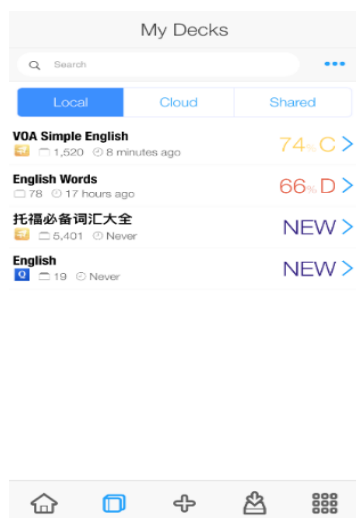 My Decks
Search
Local Cloud Shared
VOA Simple English
1,520 8 minutes ago
74% C
English Words
78 17 hours ago
66% D
托福必备词汇大全
5,401 Never
NEW
English
Q 19 Never
NEW